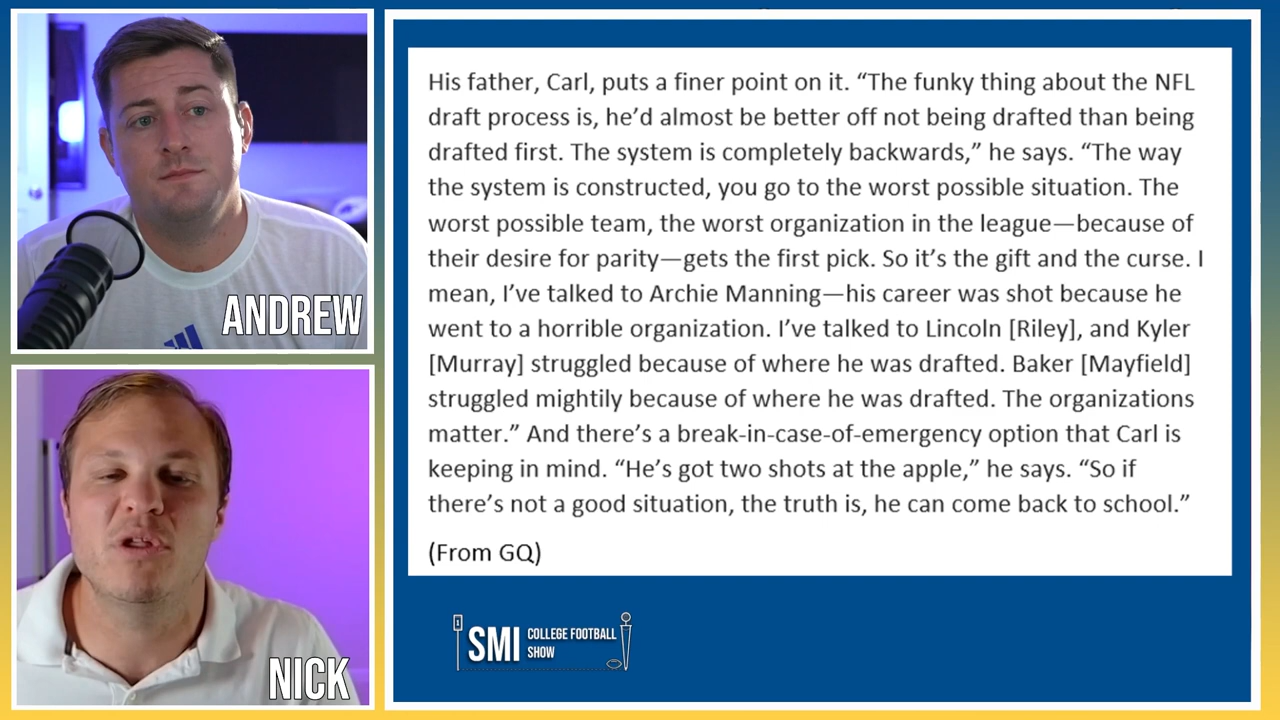 His father, Carl, puts a finer point on it. “The funky thing about the NFL
draft process is, he’d almost be better off not being drafted than being
drafted first. The system is completely backwards,” he says. “The way
the system is constructed, you go to the worst possible situation. The
worst possible team, the worst organization in the league—because of
their desire for parity—gets the first pick. So it’s the gift and the curse. I
mean, I’ve talked to Archie Manning—his career was shot because he
went to a horrible organization. I’ve talked to Lincoln [Riley], and Kyler
[Murray] struggled because of where he was drafted. Baker [Mayfield]
struggled mightily because of where he was drafted. The organizations
matter.” And there’s a break-in-case-of-emergency option that Carl is
keeping in mind. “He’s got two shots at the apple,” he says. “So if
there’s not a good situation, the truth is, he can come back to school.”
(From GQ)
ANDREW
NICK
1
SMI
COLLEGE FOOTBALL
SHOW